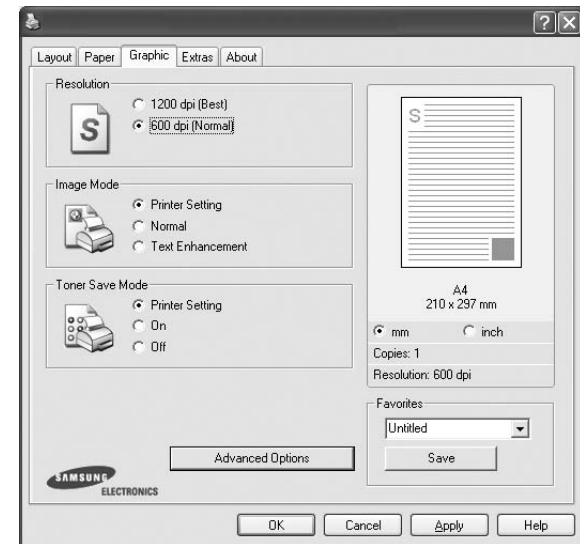 Layout Paper Graphic Extras About
Resolution
1200 dpi (Best)
600 dpi (Normal)
S
Image Mode
Printer Setting
Normal
Text Enhancement
Toner Save Mode
Printer Setting
On
Off
Advanced Options
SAMSUNG
ELECTRONICS
S
A4
210 x 297 mm
mm inch
Copies: 1
Resolution: 600 dpi
Favorites
Untitled
Save
OK Cancel Apply Help